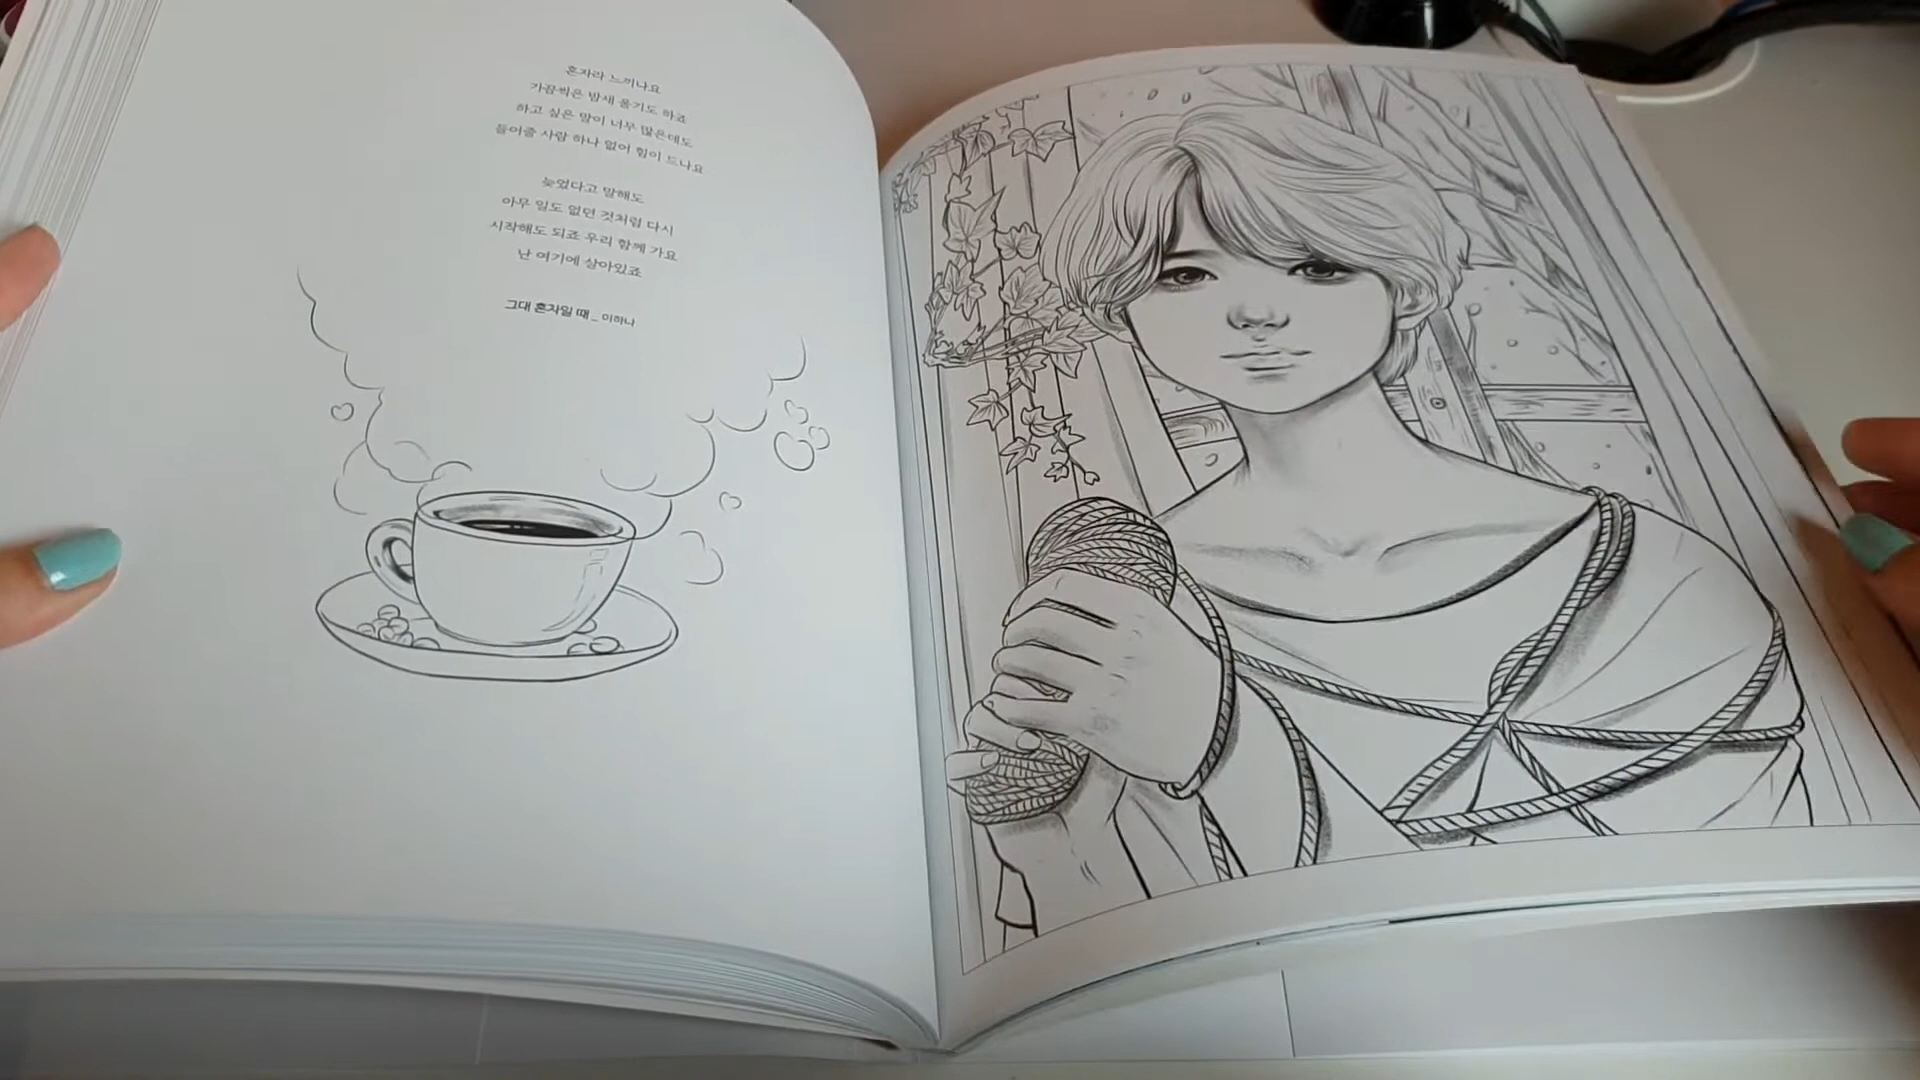 혼자라 느끼나요
가끔씩은 밤새 울기도 하죠
하고 싶은 말이 너무 많은데도
들어줄 사람 하나 없어 힘이 드나요
늦었다고 말해도
아무 일도 없던 것처럼 다시
시작해도 되죠 우리 함께 가요
난 여기에 살아있죠
그대 혼자일 때_ 이하나